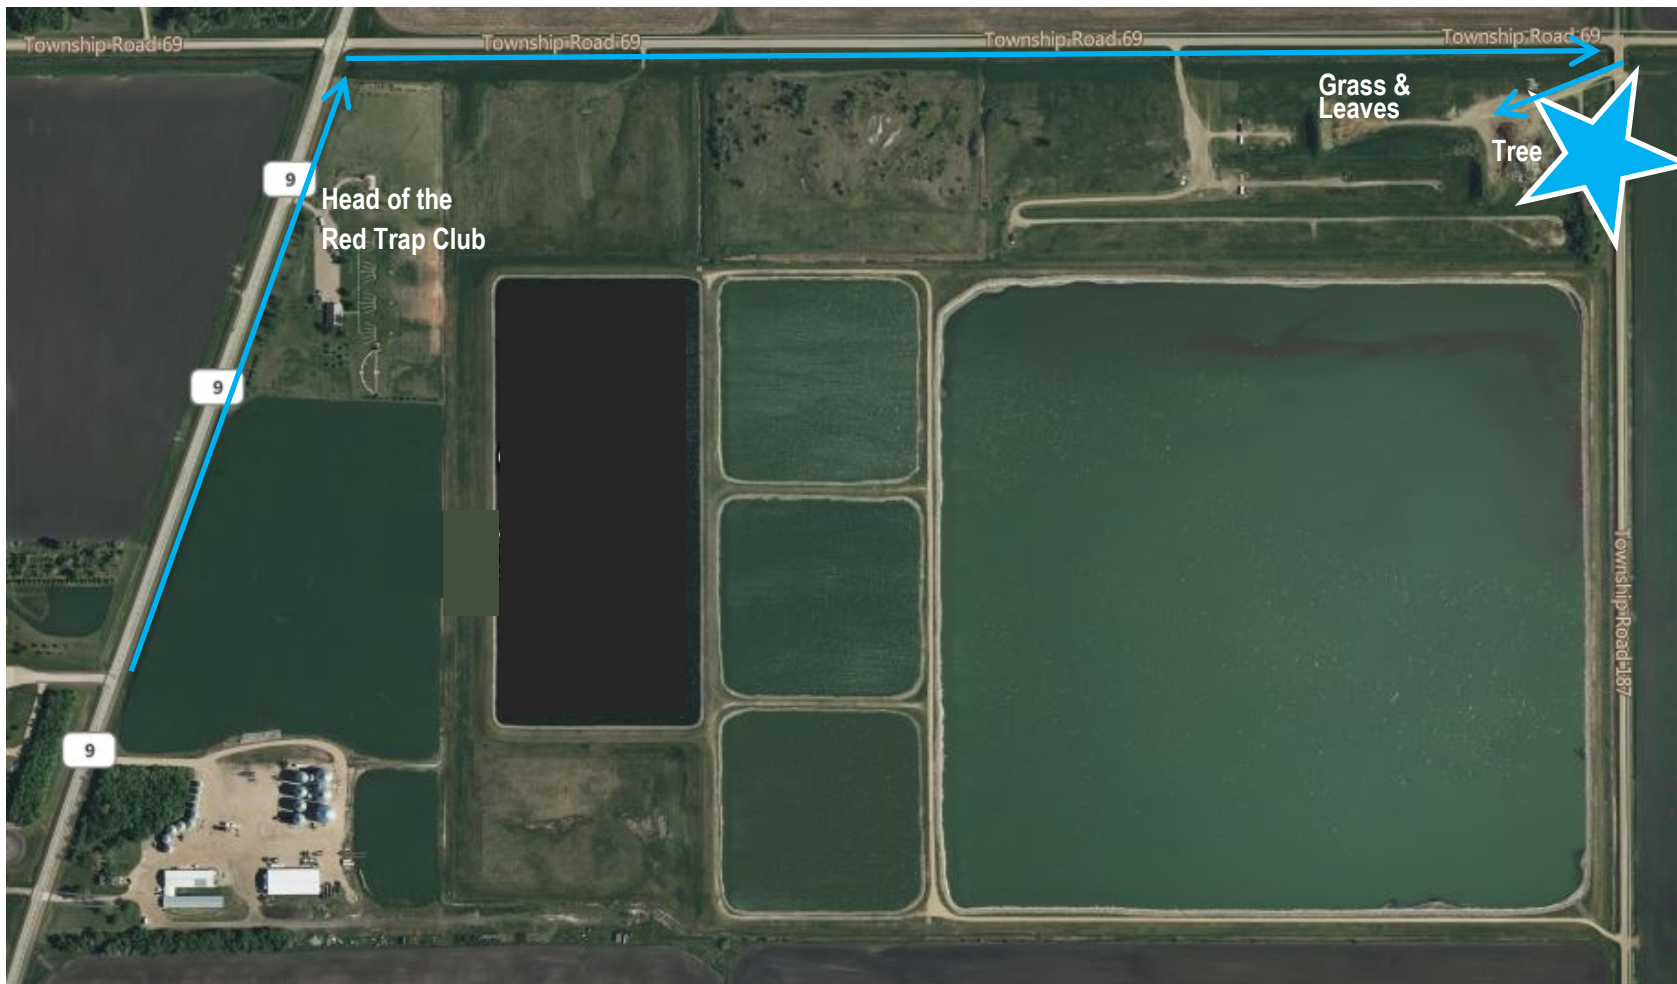 Township Road 69
Township Road 69
Township Road 69
Township Road 69
Grass &
Leaves
Tree
9
Head of the
Red Trap Club
9
Township Road 187
9